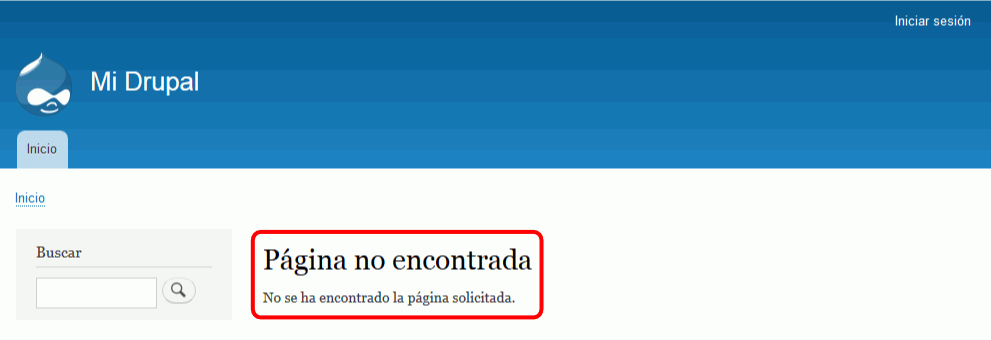 Iniciar sesión
Mi Drupal
Inicio
Inicio
Buscar
Página no encontrada
No se ha encontrado la página solicitada.